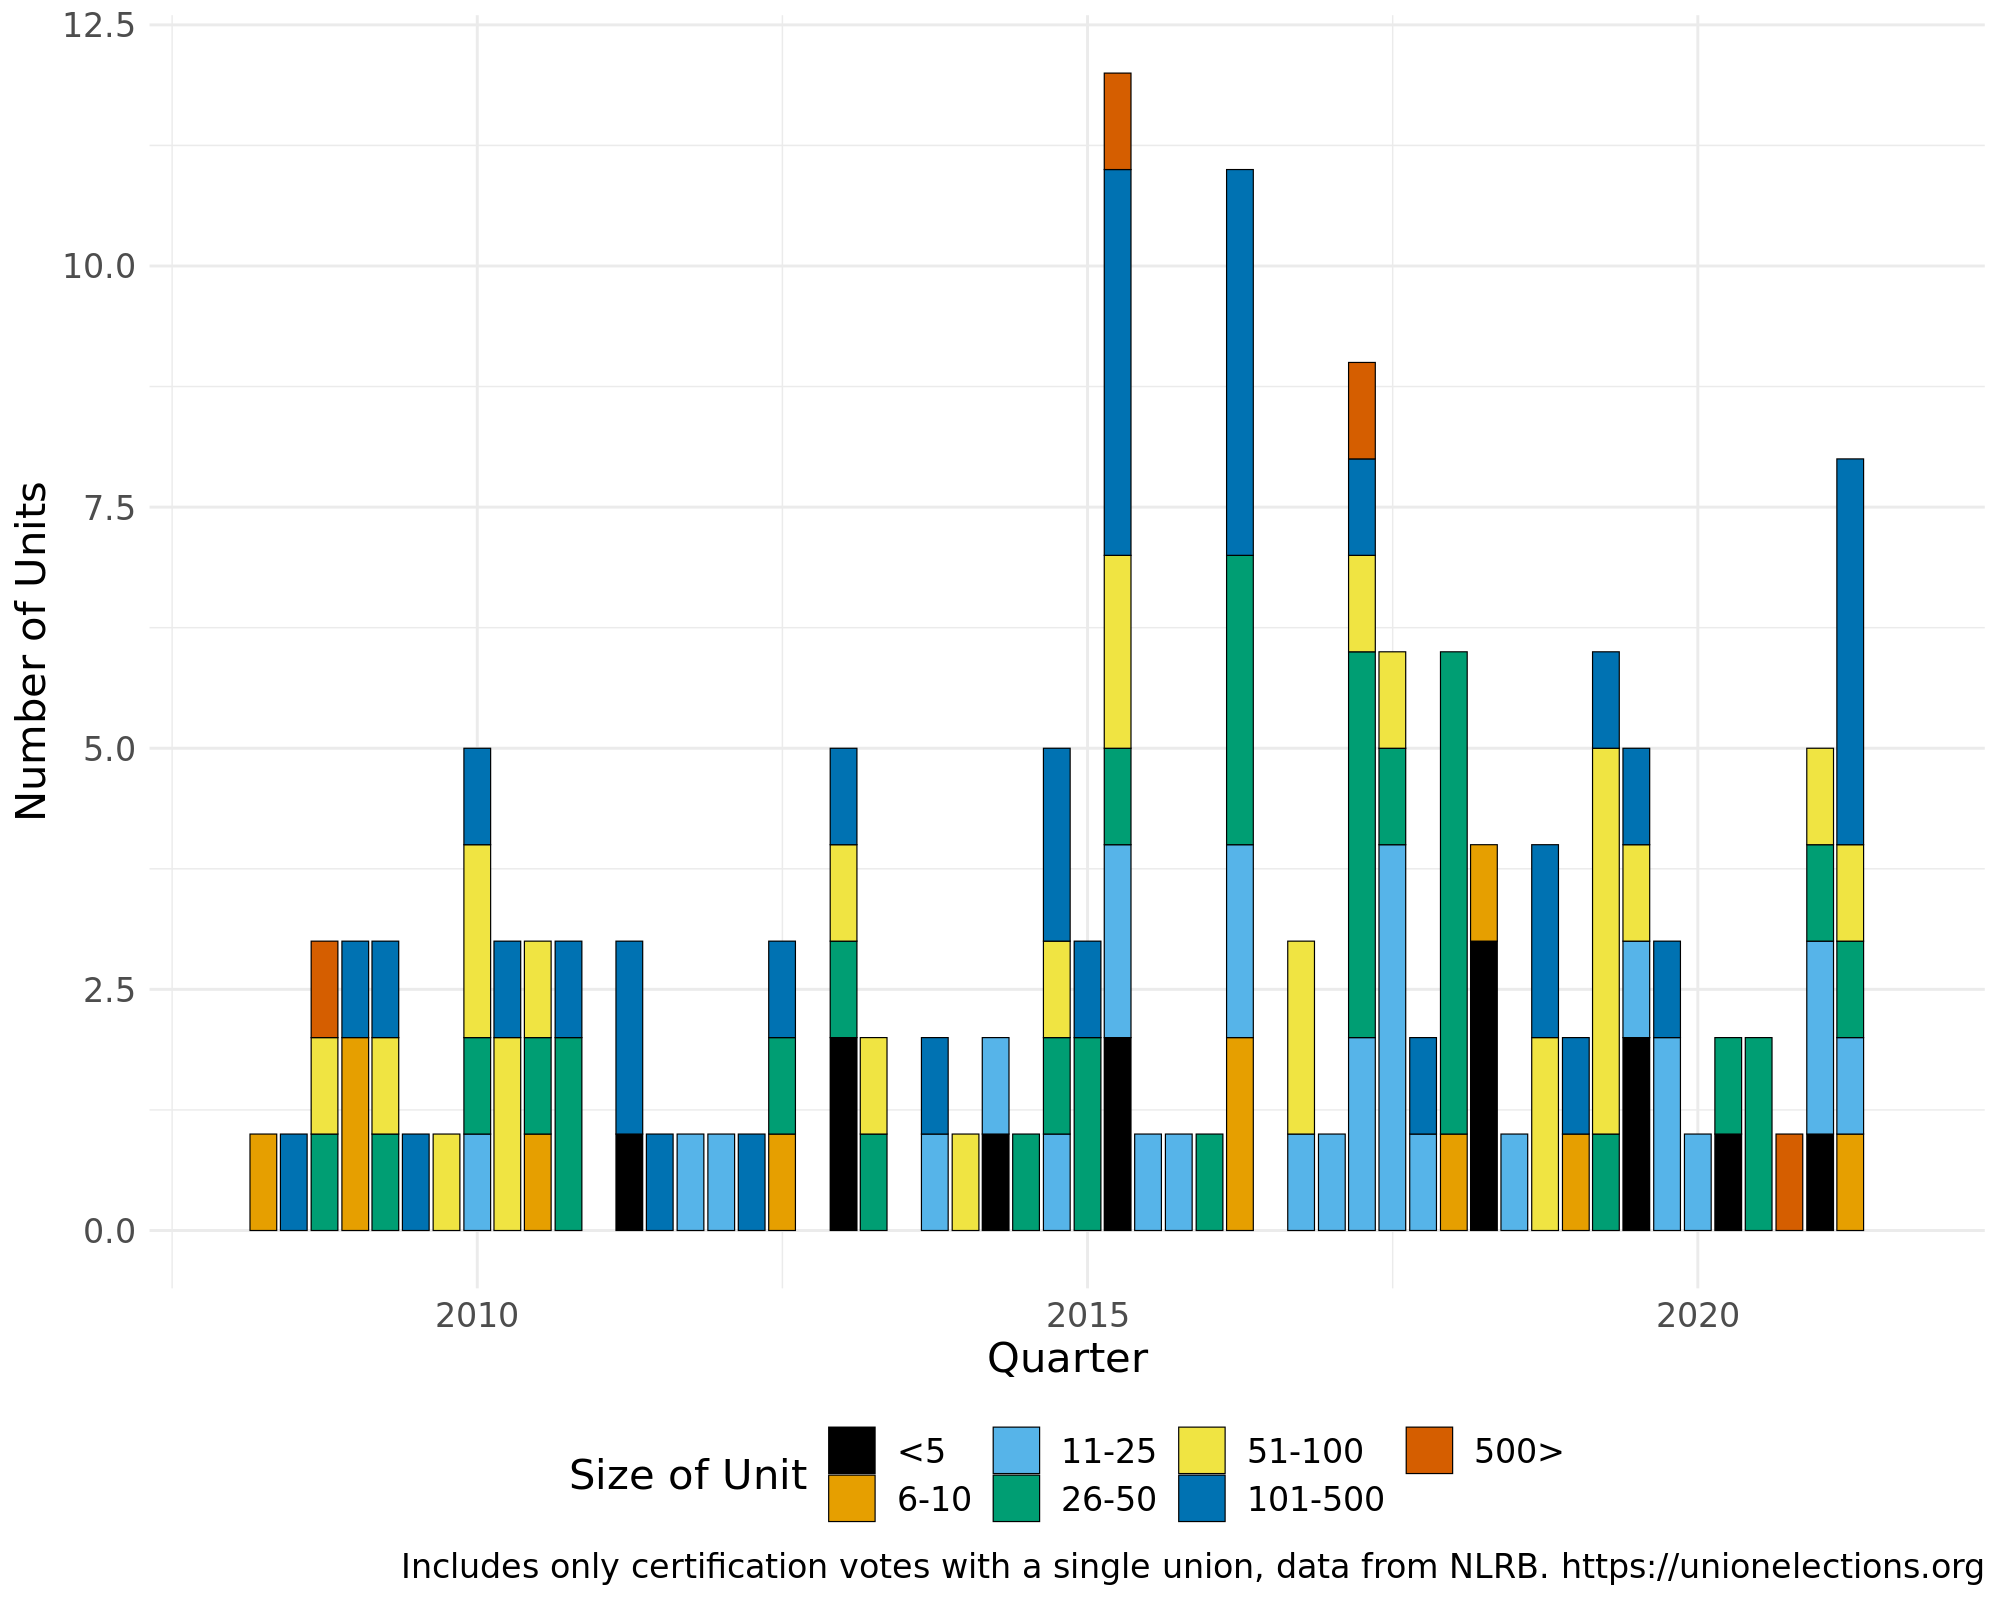 12.5
10.0
7.5
5.0
2.5
0.0
Number of Units
2010 2015 2020
Quarter
Size of Unit
<5 11-25 51-100 500>
6-10 26-50 101-500
Includes only certification votes with a single union, data from NLRB. https://unionelections.org